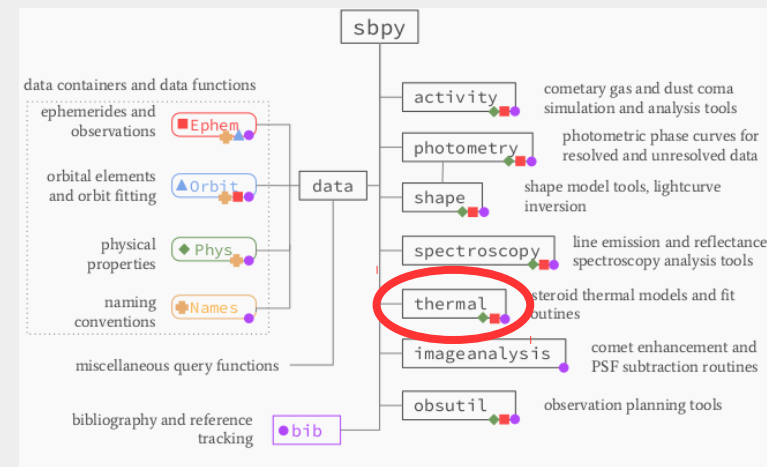 sbpy
data containers and data functions
ephemerides and
observations
Ephem
orbital elements
and orbit fitting
Orbit
physical
properties
Phys
naming
conventions
Names
miscellaneous query functions
bibliography and reference
tracking
bib
data
activity
cometary gas and dust coma
simulation and analysis tools
photometry
photometric phase curves for
resolved and unresolved data
shape
shape model tools, lightcurve
inversion
spectroscopy
line emission and reflectance
spectroscopy analysis tools
thermal
steroid thermal models and fit
outines
imageanalysis
comet enhancement and
PSF subtraction routines
obsutil
observation planning tools